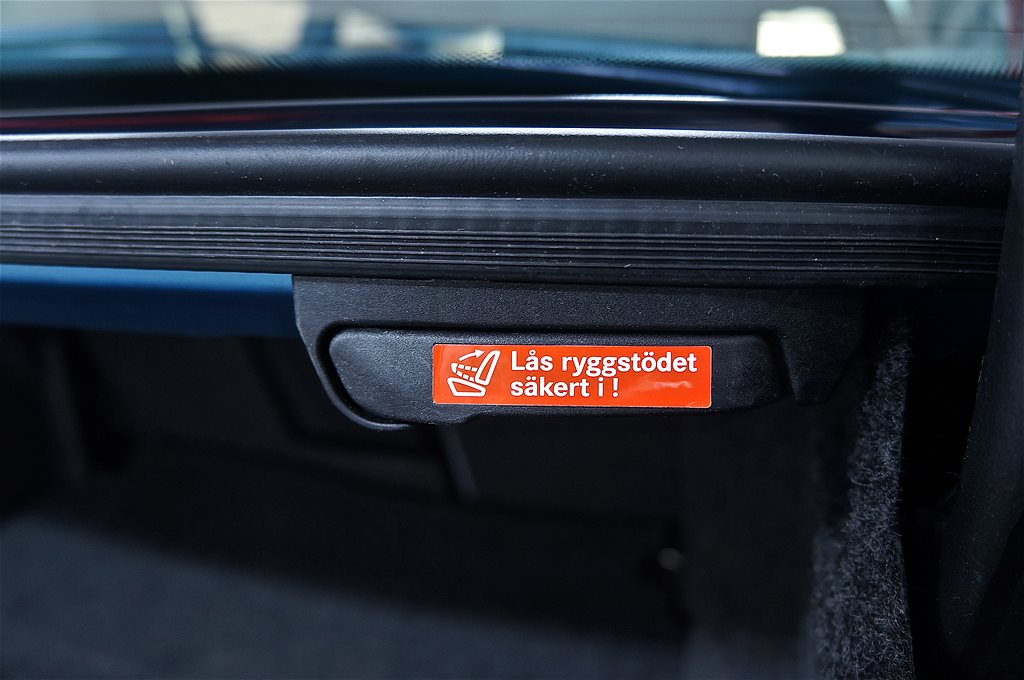 Lås ryggstödet
säkert i !